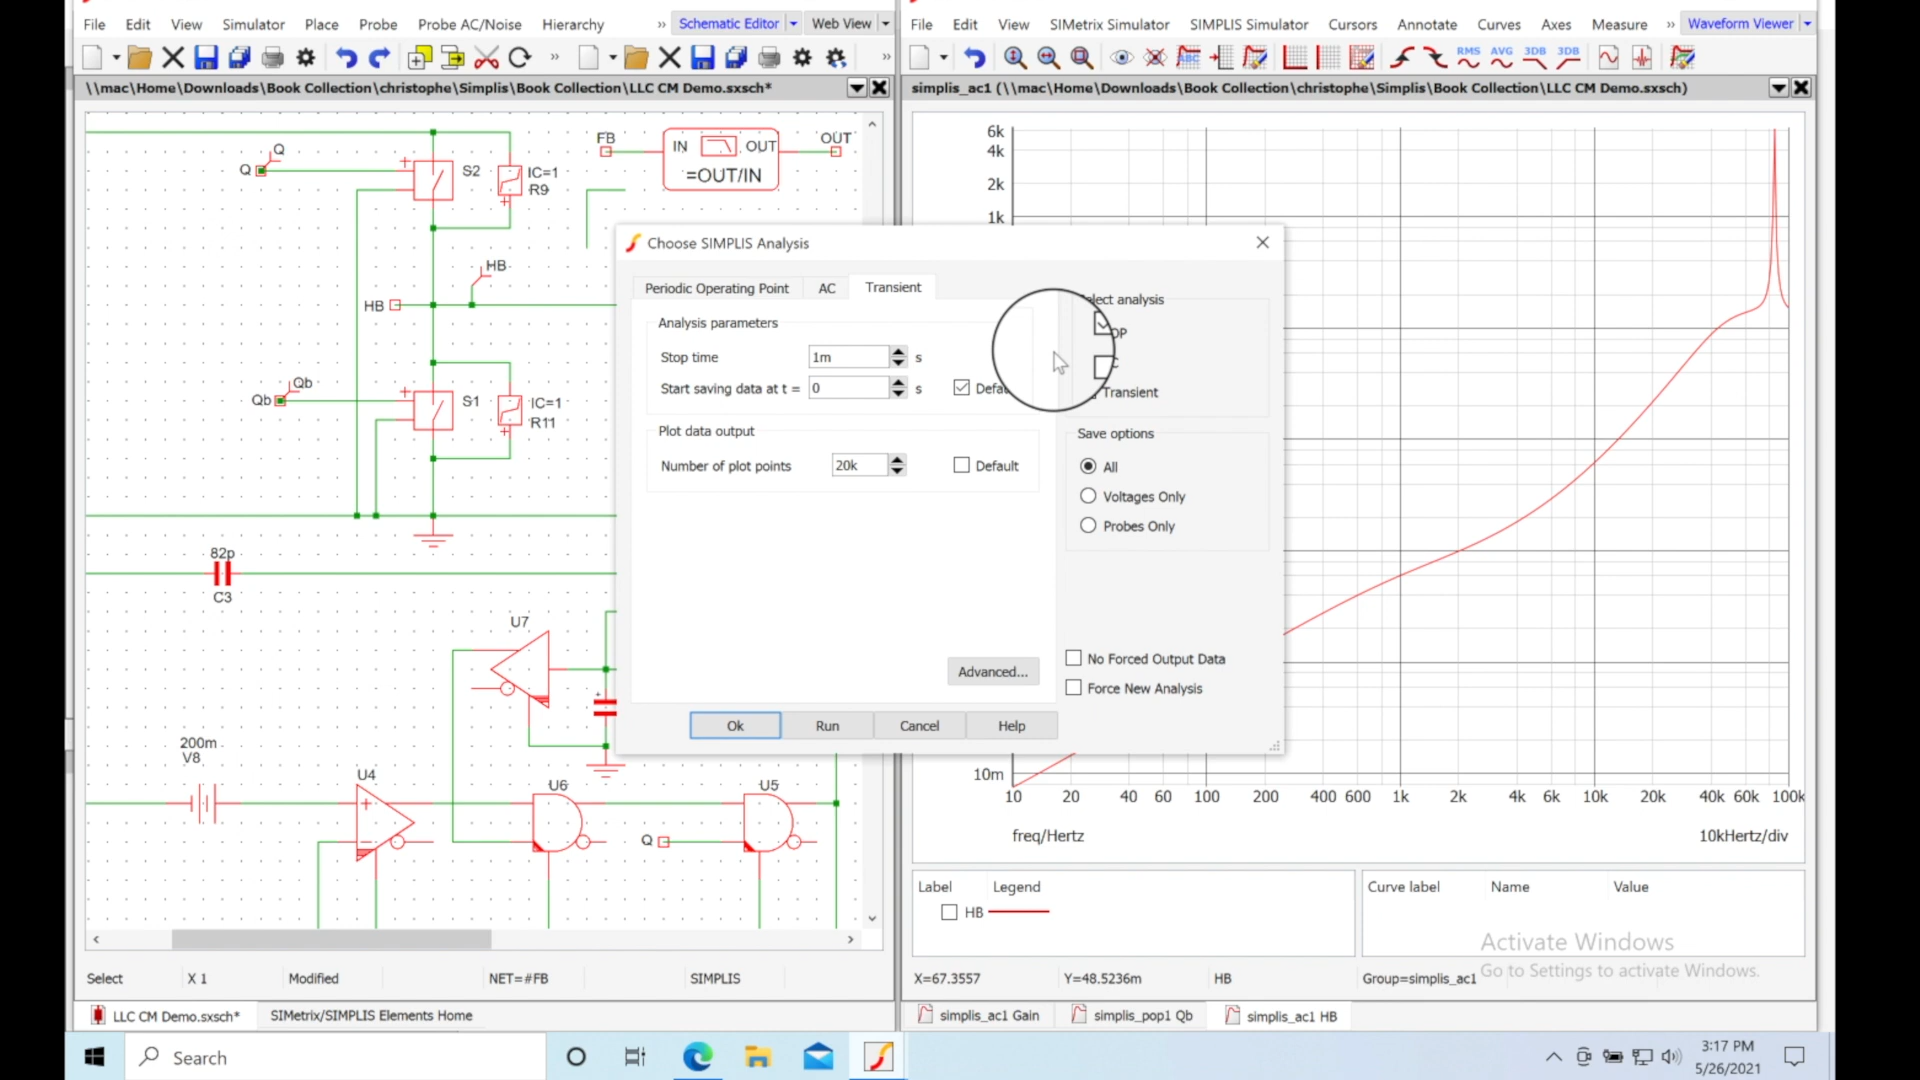 File Edit View Simulator Place Probe Probe AC/Noise Hierarchy » Schematic Editor Web View
\\mac\Home\Downloads\Book Collection\christophe\Simplis\Book Collection\LLC CM Demo.sxsch*
Q
Q
S2
IC=1
R9
FB
IN OUT
=OUT/IN
OUT
HB
HB
Qb
Qb
S1
IC=1
R11
82p
C3
U7
200m
V8
U4
U6
Q
U5
Select X 1 Modified NET=#FB SIMPLIS
LLC CM Demo.sxsch* SIMetrix/SIMPLIS Elements Home
Choose SIMPLIS Analysis
Periodic Operating Point AC Transient
Analysis parameters
Stop time 1m s
Start saving data at t = 0 s
Plot data output
Number of plot points 20k Default
Advanced...
analysis
Transient
Save options
All
Voltages Only
Probes Only
No Forced Output Data
Force New Analysis
Ok Run Cancel Help
File Edit View SIMetrix Simulator SIMPLIS Simulator Cursors Annotate Curves Axes Measure » Waveform Viewer
ABC RMS AVG 3DB 3DB
simplis_ac1 (\\mac\Home\Downloads\Book Collection\christophe\Simplis\Book Collection\LLC CM Demo.sxsch)
6k
4k
2k
1k
10m
10 20 40 60 100 200 400 600 1k 2k 4k 6k 10k 20k 40k 60k 100k
freq/Hertz 10kHertz/div
Label Legend
HB
Curve label Name Value
Activate Windows
Go to Settings to activate Windows.
X=67.3557 Y=48.5236m HB Group=simplis_ac1
simplis_ac1 Gain simplis_pop1 Qb simplis_ac1 HB
Search
3:17 PM
5/26/2021